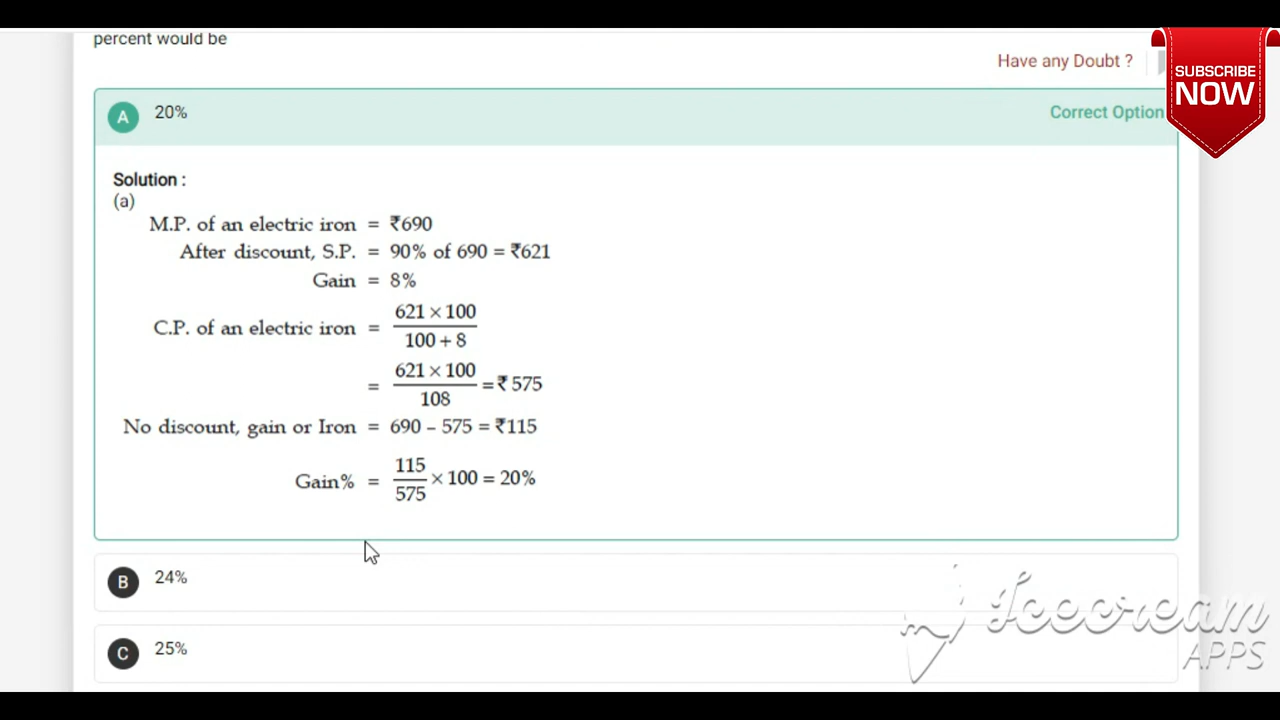 percent would be
Have any Doubt ?
SUBSCRIBE
NOW
A 20%
Correct Option
Solution :
(a)
M.P. of an electric iron = ₹690
After discount, S.P. = 90% of 690 = ₹621
Gain = 8%
C.P. of an electric iron = 621 × 100
100 + 8
= 621 × 100
108 = ₹575
No discount, gain or Iron = 690 – 575 = ₹115
Gain% = 115
575 × 100 = 20%
B 24%
C 25%
Icecream
APPS